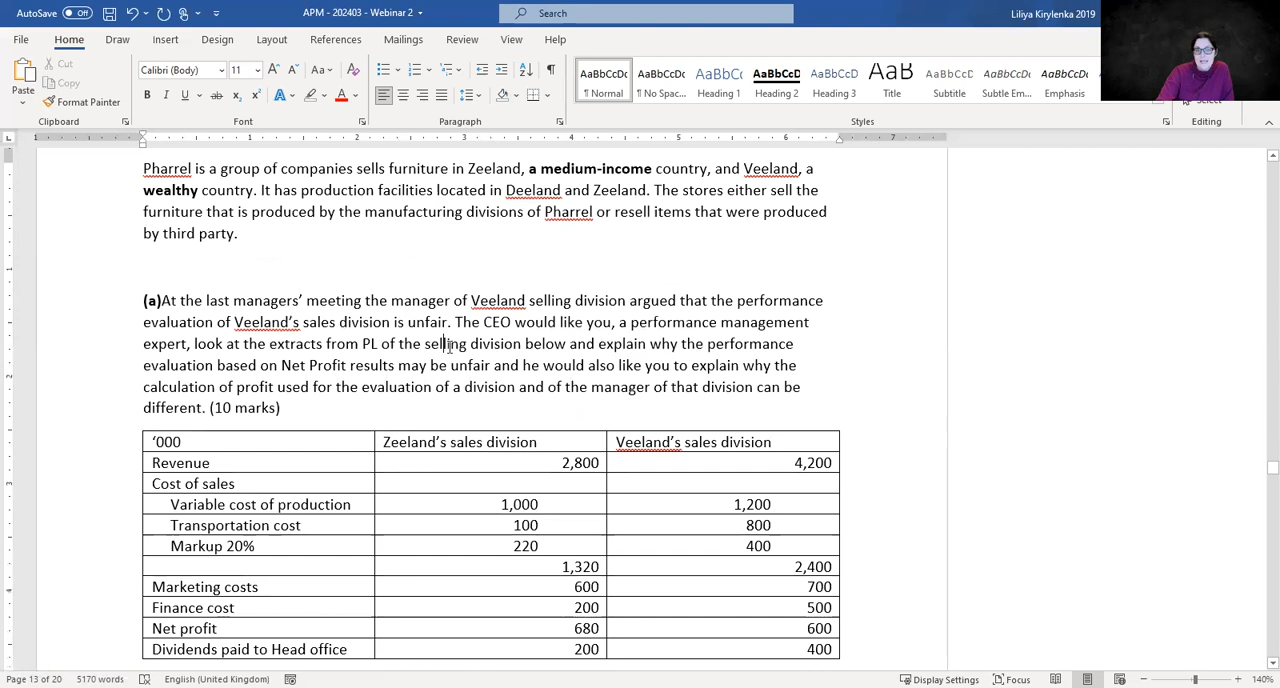 AutoSave Off APM - 202403 - Webinar 2 Search Liliya Kirylenka 2019
File Home Draw Insert Design Layout References Mailings Review View Help
Paste Cut Copy Format Painter
Calibri (Body) 11
AaBbCcDc AaBbCcDc AaBbC AaBbCcD AaBbCcD AaB AaBbCcD AaBbCcDc AaBbCcDc
¶ Normal ¶ No Spac... Heading 1 Heading 2 Heading 3 Title Subtitle Subtle Em... Emphasis
Clipboard Font Paragraph Styles Editing
1 1 2 3 4 5 6 7
Pharrel is a group of companies sells furniture in Zeeland, a medium-income country, and Veeland, a
wealthy country. It has production facilities located in Deeland and Zeeland. The stores either sell the
furniture that is produced by the manufacturing divisions of Pharrel or resell items that were produced
by third party.
(a)At the last managers’ meeting the manager of Veeland selling division argued that the performance
evaluation of Veeland’s sales division is unfair. The CEO would like you, a performance management
expert, look at the extracts from PL of the selling division below and explain why the performance
evaluation based on Net Profit results may be unfair and he would also like you to explain why the
calculation of profit used for the evaluation of a division and of the manager of that division can be
different. (10 marks)
‘000 Zeeland’s sales division Veeland’s sales division
Revenue 2,800 4,200
Cost of sales
Variable cost of production 1,000 1,200
Transportation cost 100 800
Markup 20% 220 400
1,320 2,400
Marketing costs 600 700
Finance cost 200 500
Net profit 680 600
Dividends paid to Head office 200 400
Page 13 of 20 5170 words English (United Kingdom) Display Settings Focus 140%